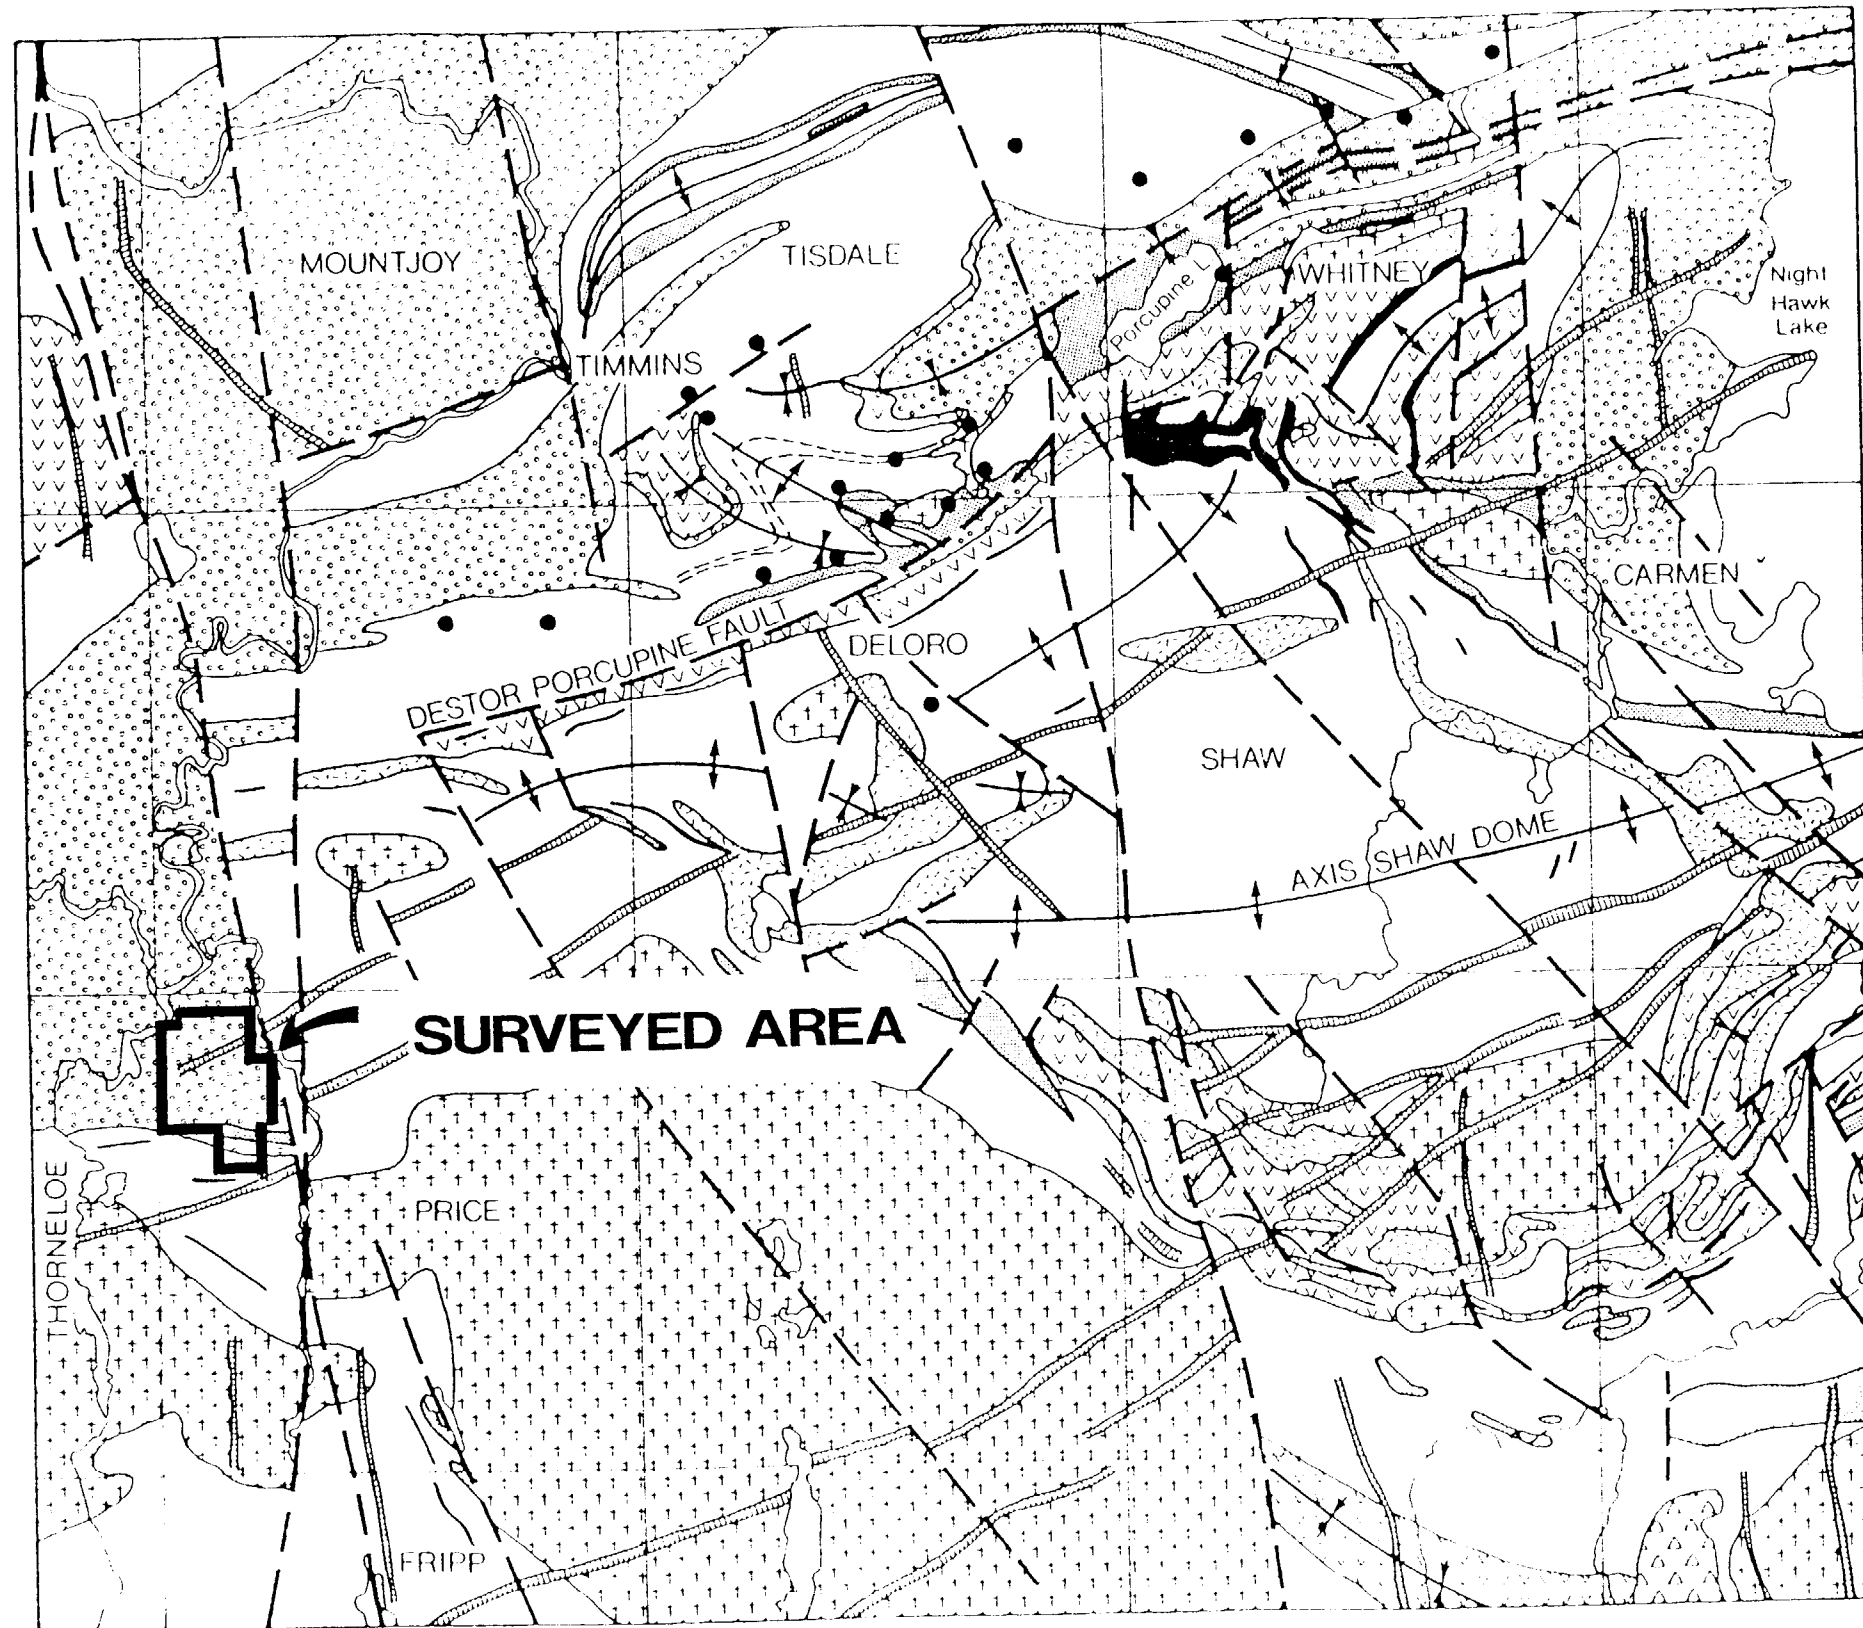 MOUNTJOY
TISDALE
Porcupine L.
WHITNEY
Night
Hawk
Lake
TIMMINS
CARMEN
DESTOR PORCUPINE FAULT
DELORO
SHAW
AXIS SHAW DOME
SURVEYED AREA
THORNELOE
PRICE
FRIPP